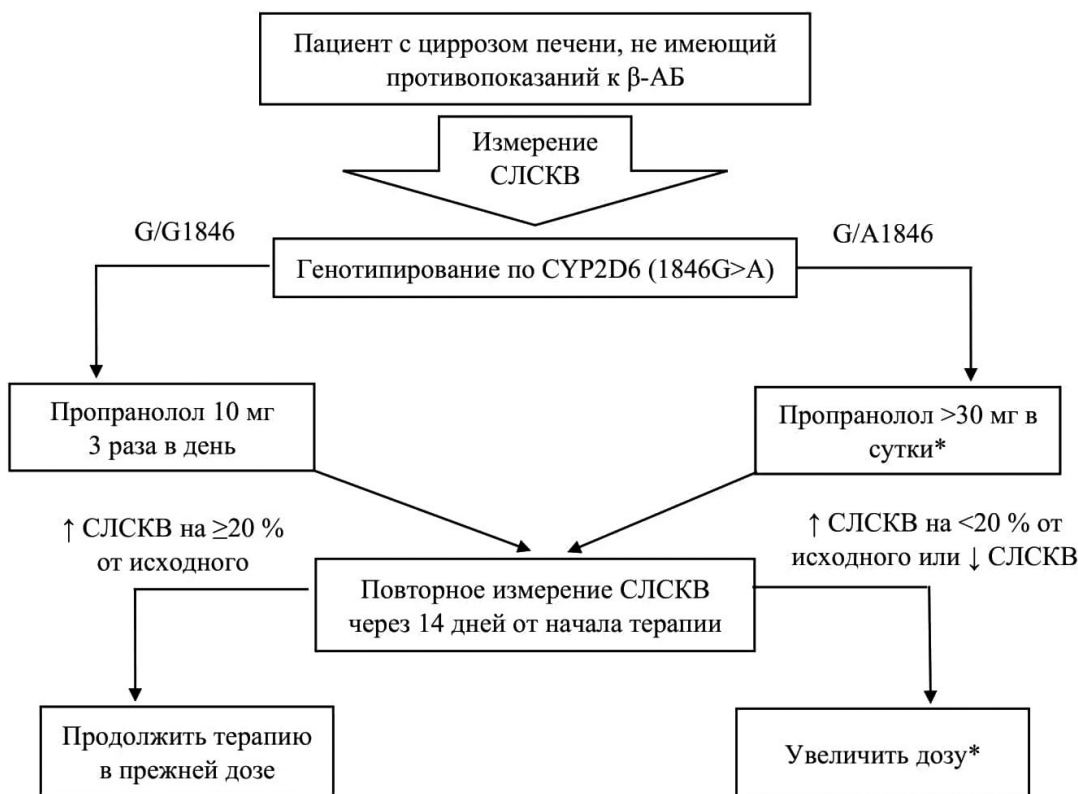 Пациент с циррозом печени, не имеющий
противопоказаний к β-АБ
Измерение
СЛСКВ
G/G1846
G/A1846
Генотипирование по CYP2D6 (1846G>A)
Пропранолол 10 мг
3 раза в день
Пропранолол >30 мг в
сутки*
↑ СЛСКВ на ≥20 %
от исходного
↑ СЛСКВ на <20 % от
исходного или ↓ СЛСКВ
Повторное измерение СЛСКВ
через 14 дней от начала терапии
Продолжить терапию
в прежней дозе
Увеличить дозу*